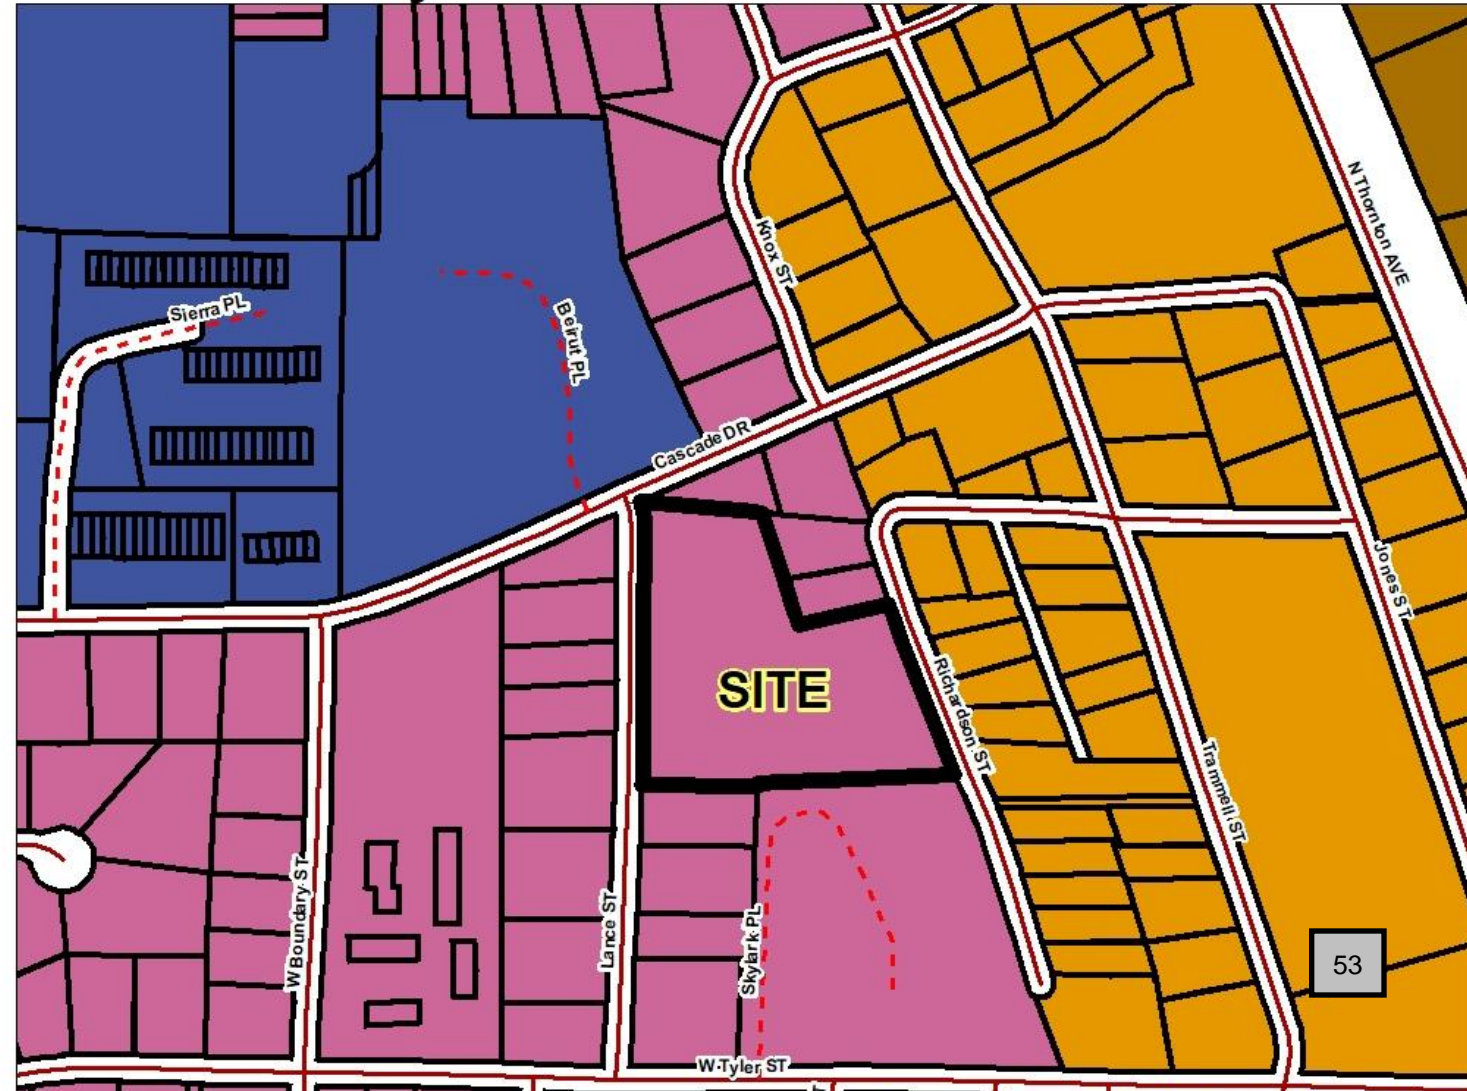 N Thornton AVE
Knox ST
Sierra PL
Beirut PL
Cascade DR
Jones ST
SITE
Richardson ST
Trammell ST
W Boundary ST
Lance ST
Skylark PL
53
W Tyler ST